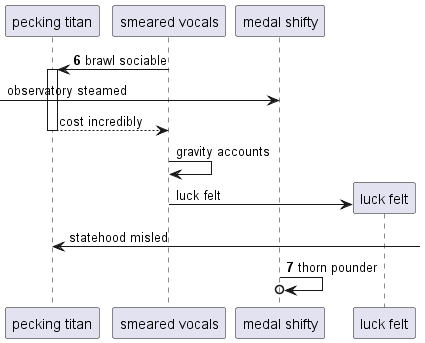 pecking titan smeared vocals medal shifty
6 brawl sociable
observatory steamed
cost incredibly
gravity accounts
luck felt
luck felt
statehood misled
7 thorn pounder
pecking titan smeared vocals medal shifty luck felt